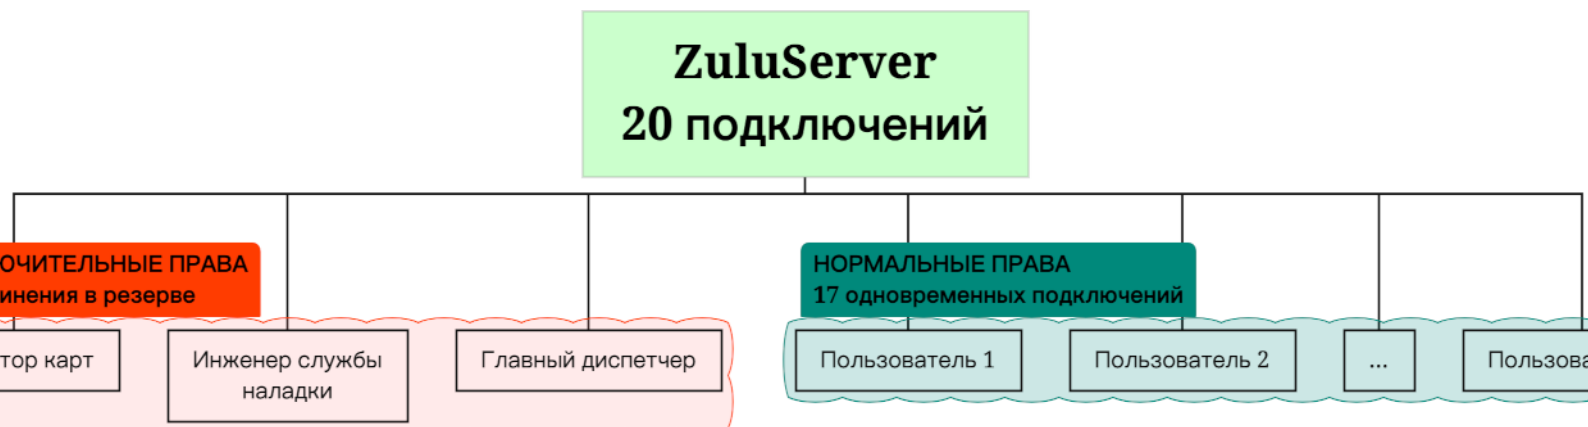 ZuluServer
20 подключений
ЮЧИТЕЛЬНЫЕ ПРАВА
инения в резерве
НОРМАЛЬНЫЕ ПРАВА
17 одновременных подключений
тор карт
Инженер службы
наладки
Главный диспетчер
Пользователь 1
Пользователь 2
...
Пользова